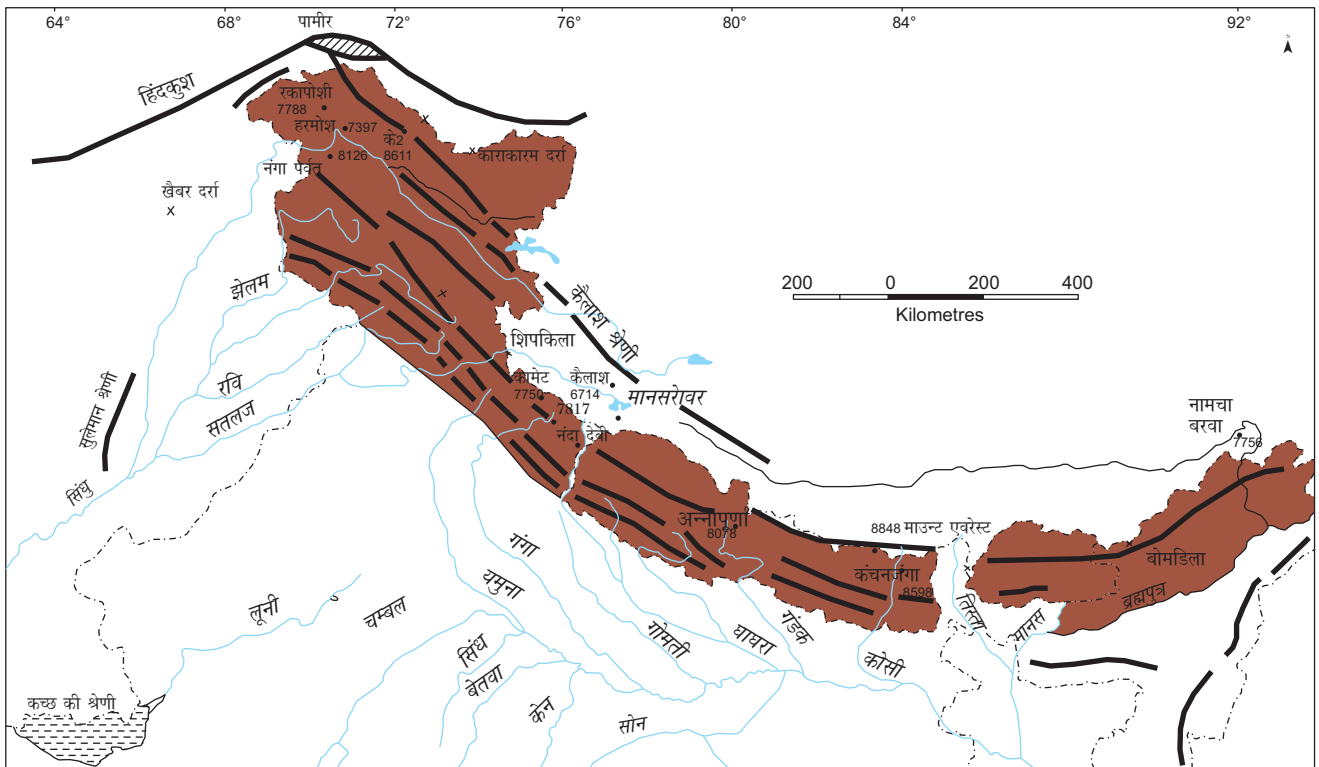 64° 68° 72° 76° 80° 84° 92°
पामीर
N
हिंदकुश
रकापोशी
7788
हरमोश
7397
के2
8611
काराकारम दर्रा
8126
नंगा पर्वत
खैबर दर्रा
झेलम
कैलाश श्रेणी
200 0 200 400
Kilometres
शिपकिला
रवि
सतलज
सुलेमान श्रेणी
सिंधु
कामेट
7750
7817
कैलाश
6714
मानसरोवर
नंदा देवी
नामचा
बरवा
7756
अन्नापूर्णा
8078
8848 माउन्ट एवरेस्ट
कंचनजंगा
8598
बोमडिला
ब्रह्मपुत्र
तिस्ता
मानस
गंगा
यमुना
लूनी
S
चम्बल
सिंध
बेतवा
केन
गोमती
घाघरा
गंडक
कोसी
सोन
कच्छ की श्रेणी